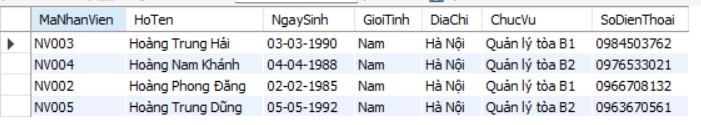 MaNhanVien HoTen NgaySinh GioiTinh DiaChi ChucVu SoDienThoai
NV003 Hoàng Trung Hải 03-03-1990 Nam Hà Nội Quản lý tòa B1 0984503762
NV004 Hoàng Nam Khánh 04-04-1988 Nam Hà Nội Quản lý tòa B2 0976533021
NV002 Hoàng Phong Đăng 02-02-1985 Nam Hà Nội Quản lý tòa B1 0966708132
NV005 Hoàng Trung Dũng 05-05-1992 Nam Hà Nội Quản lý tòa B2 0963670561